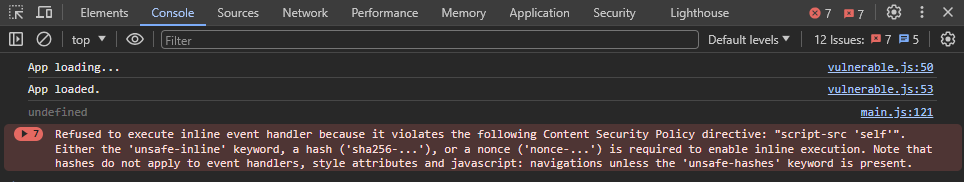 Elements Console Sources Network Performance Memory Application Security Lighthouse 7 7
top Filter Default levels 12 Issues: 7 5
App loading... vulnerable.js:50
App loaded. vulnerable.js:53
undefined main.js:121
7 Refused to execute inline event handler because it violates the following Content Security Policy directive: "script-src 'self'".
Either the 'unsafe-inline' keyword, a hash ('sha256-...'), or a nonce ('nonce-...') is required to enable inline execution. Note that
hashes do not apply to event handlers, style attributes and javascript: navigations unless the 'unsafe-hashes' keyword is present.